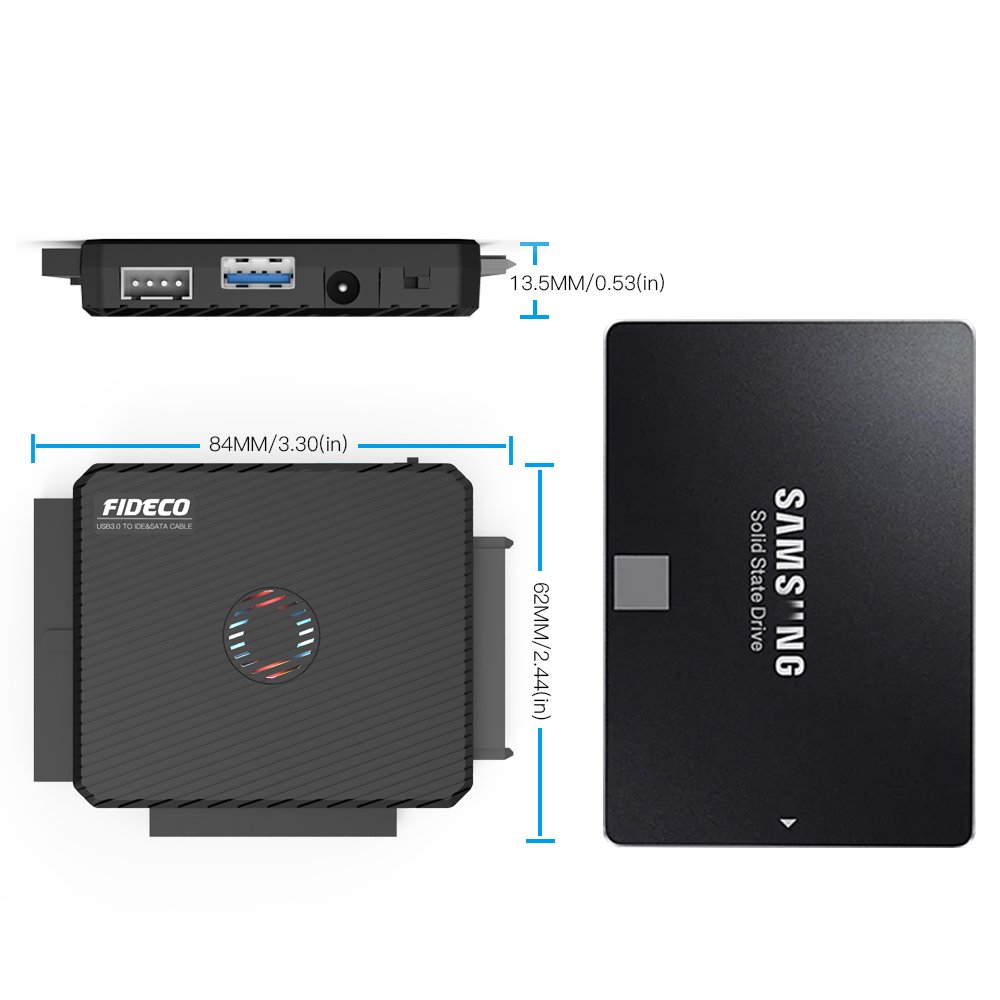 13.5MM/0.53(in)
84MM/3.30(in)
FIDECO
USB3.0 TO IDE&SATA CABLE
62MM/2.44(in)
SAMSUNG
Solid State Drive